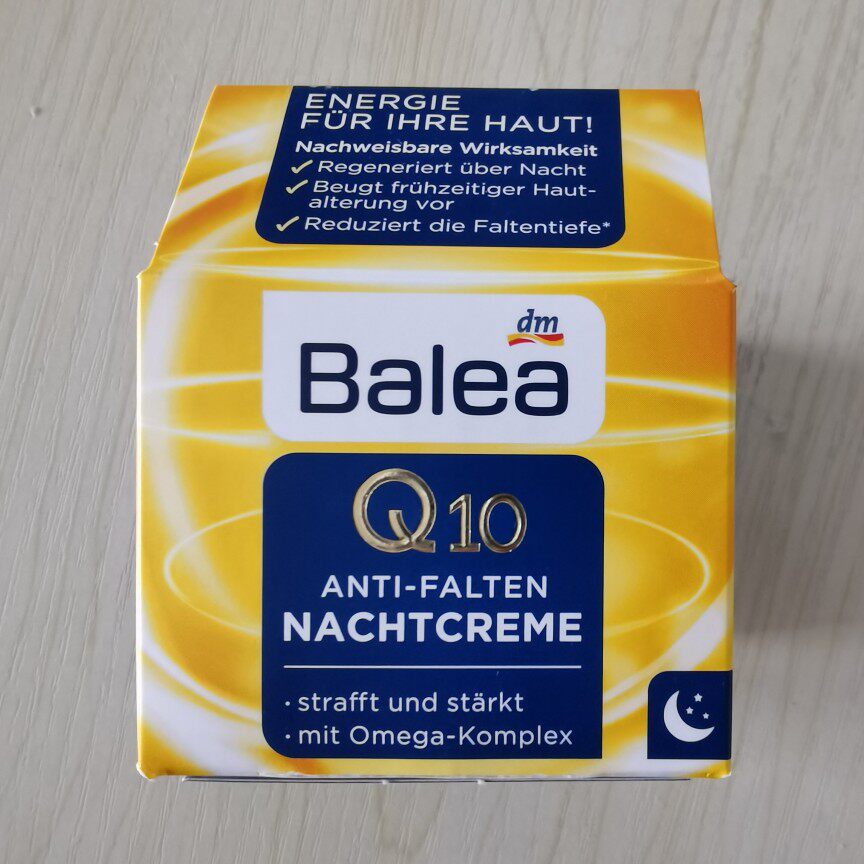 ENERGIE
FÜR IHRE HAUT!
Nachweisbare Wirksamkeit
✓ Regeneriert über Nacht
✓ Beugt frühzeitiger Haut-
alterung vor
✓ Reduziert die Faltentiefe*
dm
Balea
Q10
ANTI-FALTEN
NACHTCREME
· strafft und stärkt
· mit Omega-Komplex